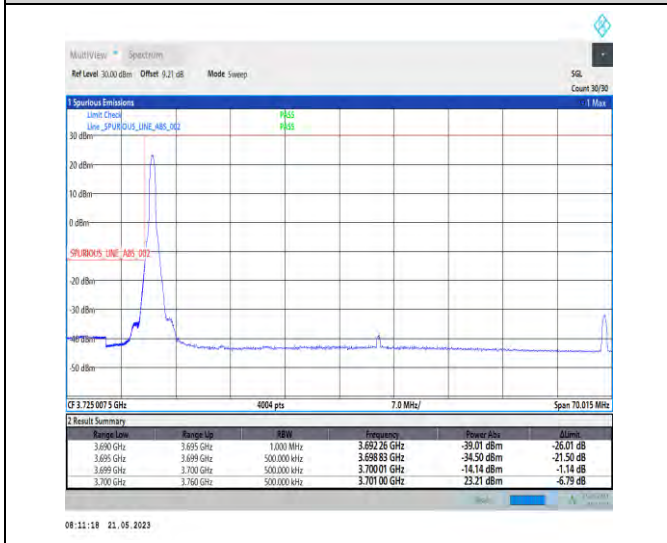 MultiView Spectrum
Ref Level 30.00 dBm Offset 9.21 dB Mode Sweep SGL
Count 30/30
1 Spurious Emissions 1 Max
Limit Check PASS
Line _SPURIOUS_LINE_ABS_002 PASS
30 dBm
20 dBm
10 dBm
0 dBm
_SPURIOUS_LINE_ABS_002
-20 dBm
-30 dBm
-40 dBm
-50 dBm
CF 3.725 007 5 GHz 4004 pts 7.0 MHz/ Span 70.015 MHz
2 Result Summary
Range Low Range Up RBW Frequency Power Abs ΔLimit
3.690 GHz 3.695 GHz 1.000 MHz 3.692 26 GHz -39.01 dBm -26.01 dB
3.695 GHz 3.699 GHz 500.000 kHz 3.698 83 GHz -34.50 dBm -21.50 dB
3.699 GHz 3.700 GHz 500.000 kHz 3.700 01 GHz -14.14 dBm -1.14 dB
3.700 GHz 3.760 GHz 500.000 kHz 3.701 00 GHz 23.21 dBm -6.79 dB
08:11:18 21.05.2023